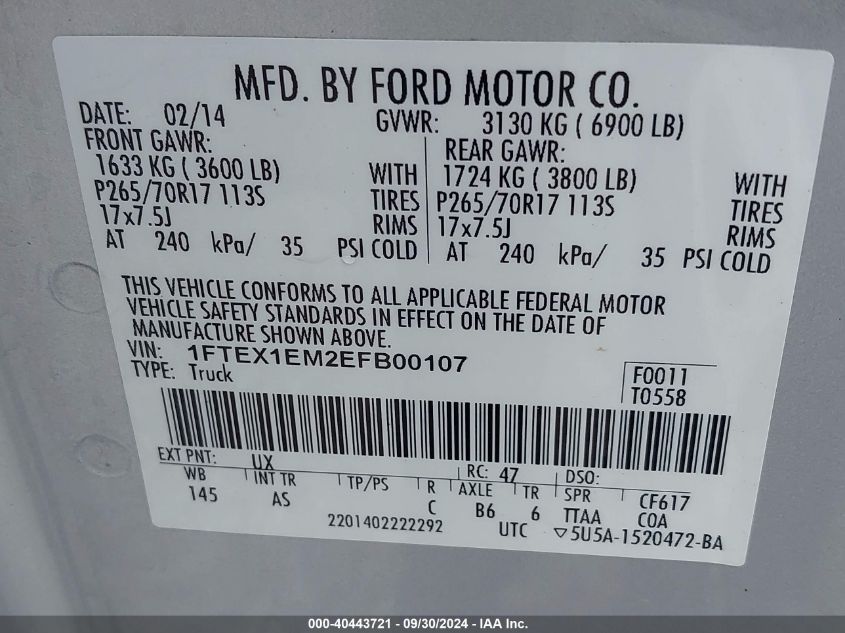 MFD. BY FORD MOTOR CO.
DATE: 02/14 GVWR: 3130 KG ( 6900 LB)
FRONT GAWR: REAR GAWR:
1633 KG ( 3600 LB) WITH 1724 KG ( 3800 LB) WITH
P265/70R17 113S TIRES P265/70R17 113S TIRES
17x7.5J RIMS 17x7.5J RIMS
AT 240 kPa/ 35 PSI COLD AT 240 kPa/ 35 PSI COLD
THIS VEHICLE CONFORMS TO ALL APPLICABLE FEDERAL MOTOR
VEHICLE SAFETY STANDARDS IN EFFECT ON THE DATE OF
MANUFACTURE SHOWN ABOVE.
VIN: 1FTEX1EM2EFB00107 F0011
TYPE: Truck T0558
EXT PNT: UX RC: 47 DSO:
WB INT TR TP/PS R AXLE TR SPR CF617
145 AS C B6 6 TTAA COA
2201402222292 UTC ▽5U5A-1520472-BA
000-40443721 / 09/30/2024 - IAA Inc.